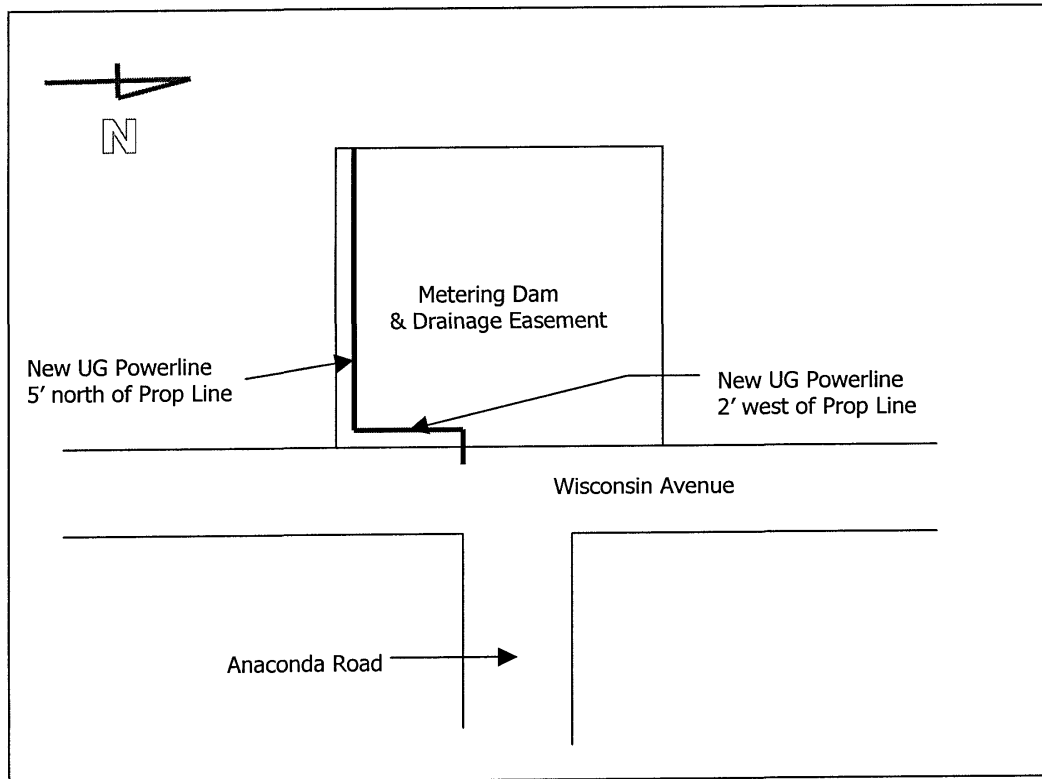 N
Metering Dam
& Drainage Easement
New UG Powerline
5’ north of Prop Line
New UG Powerline
2’ west of Prop Line
Wisconsin Avenue
Anaconda Road